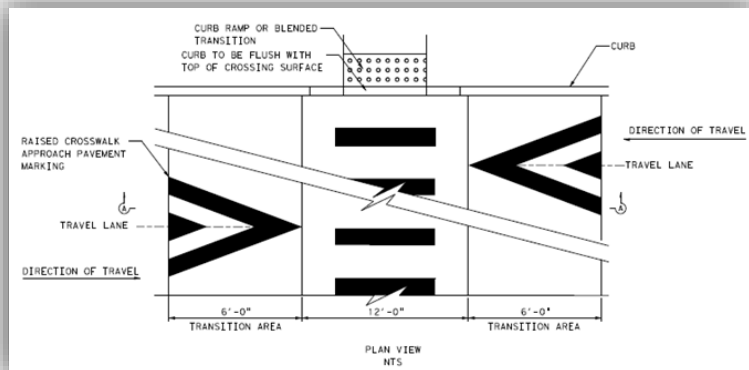 CURB RAMP OR BLENDED
TRANSITION
CURB TO BE FLUSH WITH
TOP OF CROSSING SURFACE
CURB
RAISED CROSSWALK
APPROACH PAVEMENT
MARKING
DIRECTION OF TRAVEL
TRAVEL LANE
A
A
TRAVEL LANE
DIRECTION OF TRAVEL
6'-0"
12'-0"
6'-0"
TRANSITION AREA
TRANSITION AREA
PLAN VIEW
NTS